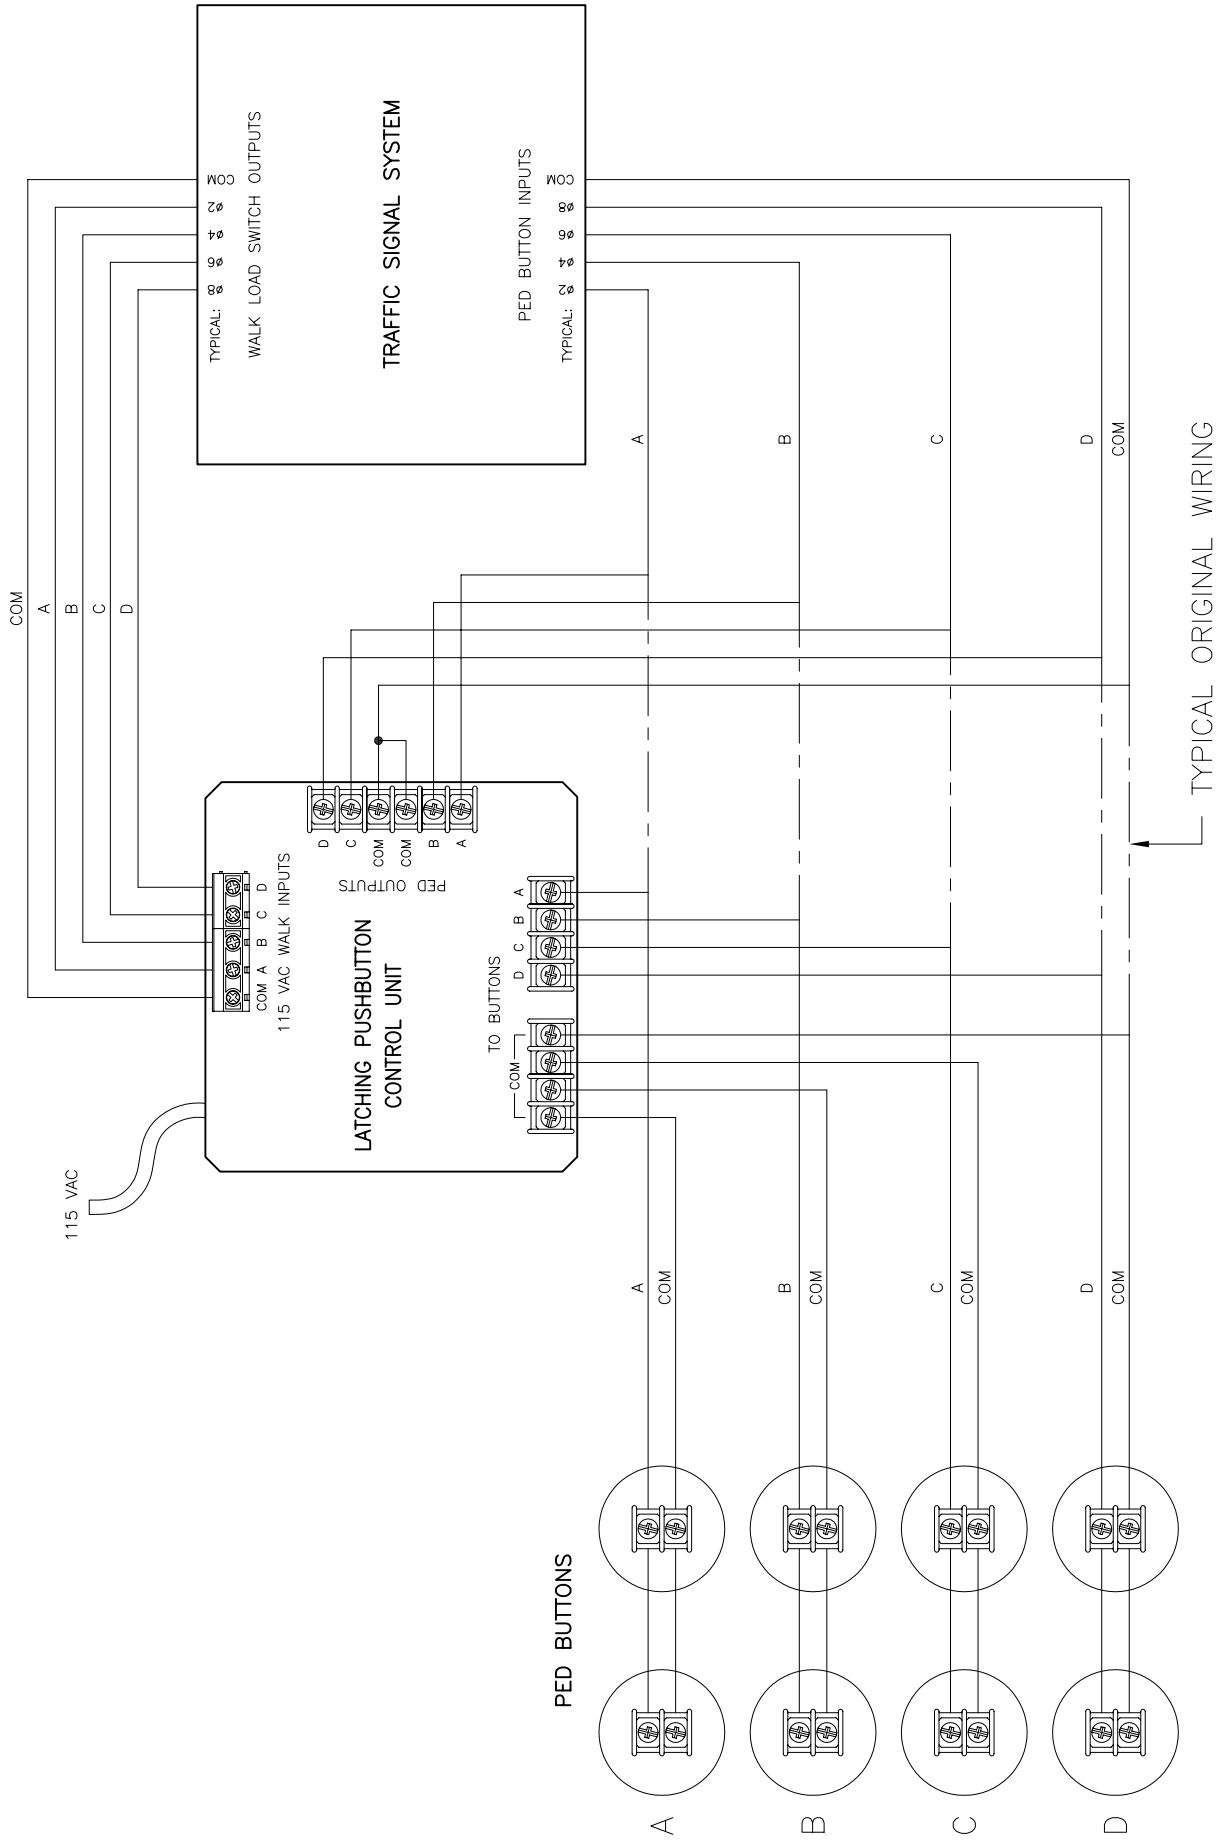 COM
A
B
C
D
115 VAC
115 VAC WALK INPUTS
COM
A
B
C
D
LATCHING PUSHBUTTON
CONTROL UNIT
PED OUTPUTS
D
C
COM
COM
B
A
TO BUTTONS
COM
D
C
B
A
TYPICAL:
Ø8
Ø6
Ø4
Ø2
COM
WALK LOAD SWITCH OUTPUTS
TRAFFIC SIGNAL SYSTEM
PED BUTTON INPUTS
TYPICAL:
Ø2
Ø4
Ø6
Ø8
COM
PED BUTTONS
A
A
COM
A
B
B
COM
B
C
C
COM
C
D
D
COM
D
COM
TYPICAL ORIGINAL WIRING